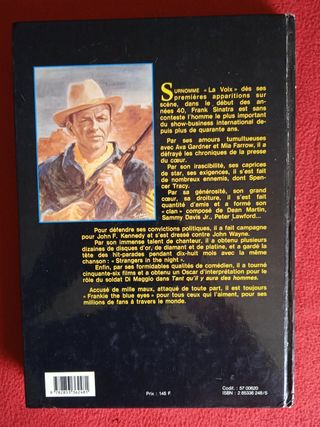 SURNOMMÉ « La Voix » dès ses
premières apparitions sur
scène, dans le début des an-
nées 40, Frank Sinatra est sans
conteste l'homme le plus important
du show-business international de-
puis plus de quarante ans.
Par ses amours tumultueuses
avec Ava Gardner et Mia Farrow, il a
défrayé les chroniques de la presse
du cœur.
Par son irascibilité, ses caprices
de star, ses exigences, il s'est fait
de nombreux ennemis, dont Spen-
cer Tracy.
Par sa générosité, son grand
cœur, sa droiture, il s'est fait
quantité d'amis et a formé son
« clan » composé de Dean Martin,
Sammy Davis Jr., Peter Lawford...
Pour défendre ses convictions politiques, il a fait campagne
pour John F. Kennedy et s'est dressé contre John Wayne.
Par son immense talent de chanteur, il a obtenu plusieurs
dizaines de disques d'or, de diamant et de platine, et a gardé la
tête des hit-parades pendant dix-huit mois avec la même
chanson : « Strangers in the night ».
Enfin, par ses formidables qualités de comédien, il a tourné
cinquante-six films et a obtenu un Oscar d'interprétation pour le
rôle du soldat Di Maggio dans Tant qu'il y aura des hommes.
Accusé de mille maux, attaqué de toute part, il est toujours
« Frankie the blue eyes » pour tous ceux qui l'aiment, pour ses
millions de fans à travers le monde.
9 782853 362481
Prix : 145 F
Codif. : 57 00620
ISBN : 2 85336 248/S